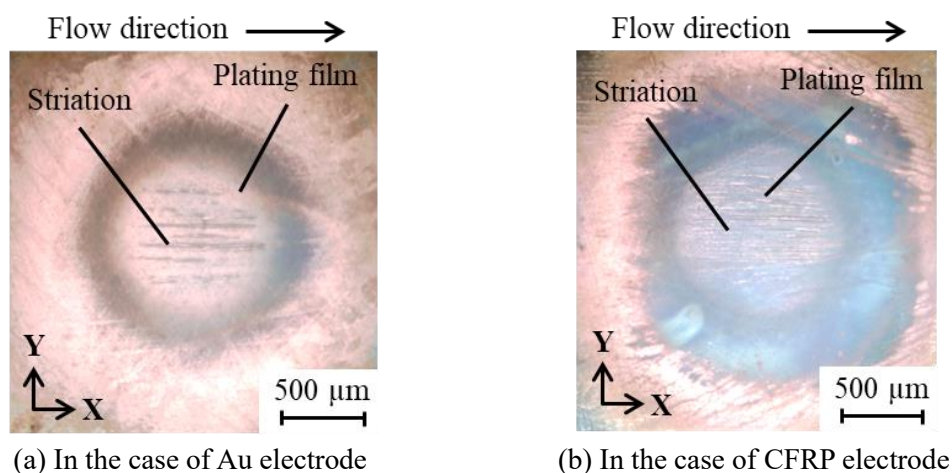 Flow direction
Plating film
Striation
Y
X
500 μm
(a) In the case of Au electrode
Flow direction
Plating film
Striation
Y
X
500 μm
(b) In the case of CFRP electrode